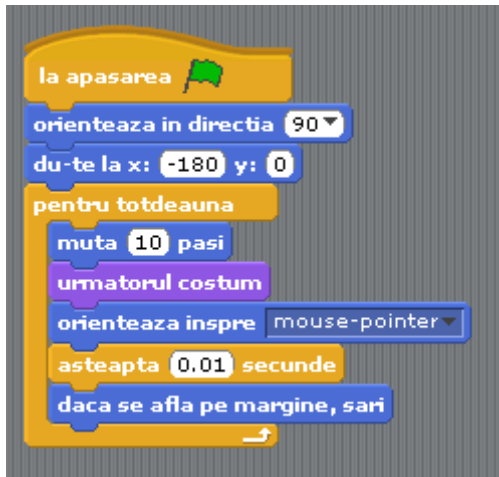 la apasarea
orienteaza in directia 90
du-te la x: -180 y: 0
pentru totdeauna
muta 10 pasi
urmatorul costum
orienteaza inspre mouse-pointer
asteapta 0.01 secunde
daca se afla pe margine, sari